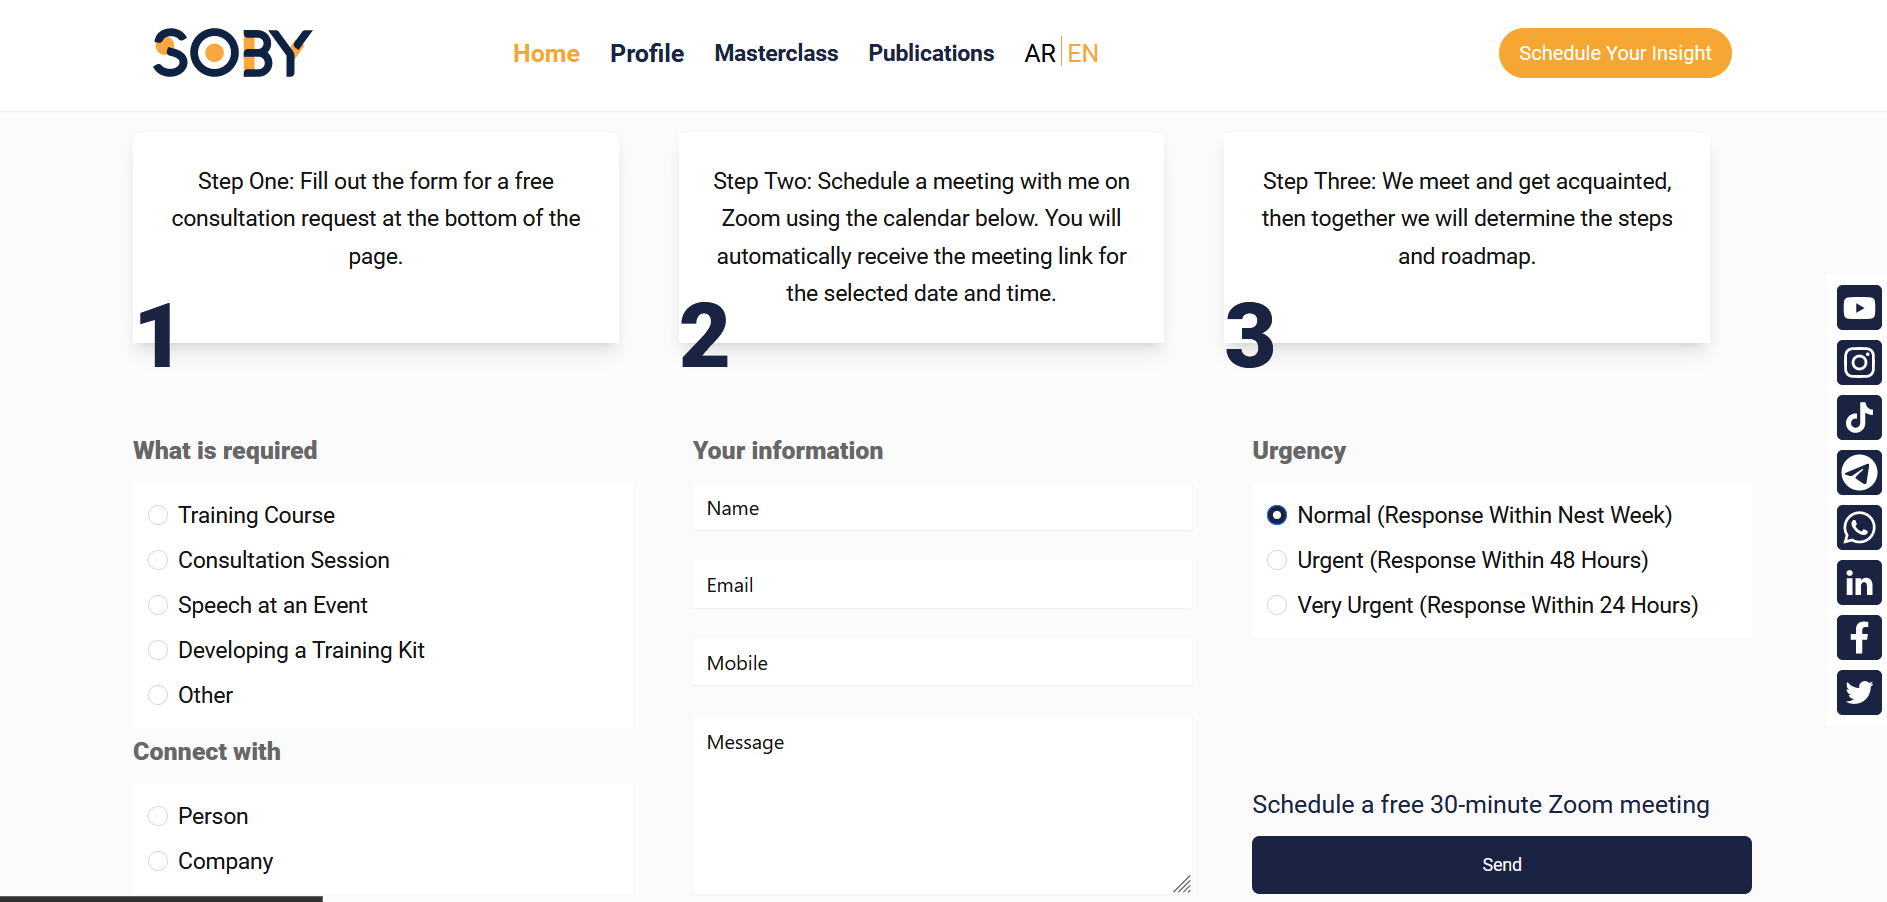 SOBY
Home
Profile
Masterclass
Publications
AR
EN
Schedule Your Insight
Step One: Fill out the form for a free
consultation request at the bottom of the
page.
1
Step Two: Schedule a meeting with me on
Zoom using the calendar below. You will
automatically receive the meeting link for
the selected date and time.
2
Step Three: We meet and get acquainted,
then together we will determine the steps
and roadmap.
3
What is required
Training Course
Consultation Session
Speech at an Event
Developing a Training Kit
Other
Connect with
Person
Company
Your information
Name
Email
Mobile
Message
Urgency
Normal (Response Within Nest Week)
Urgent (Response Within 48 Hours)
Very Urgent (Response Within 24 Hours)
Schedule a free 30-minute Zoom meeting
Send